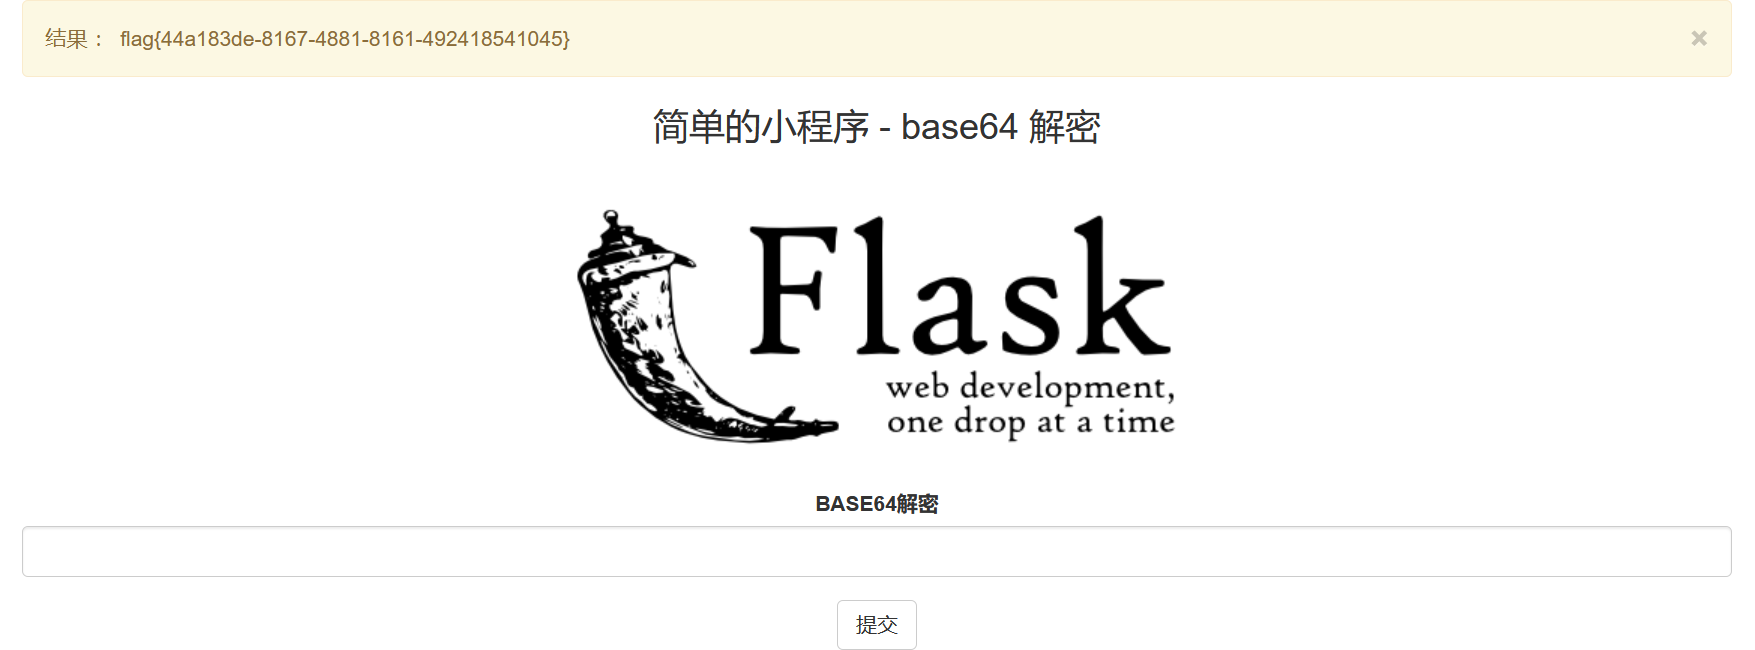 结果： flag{44a183de-8167-4881-8161-492418541045}
×
简单的小程序 - base64 解密
Flask
web development,
one drop at a time
BASE64解密
提交